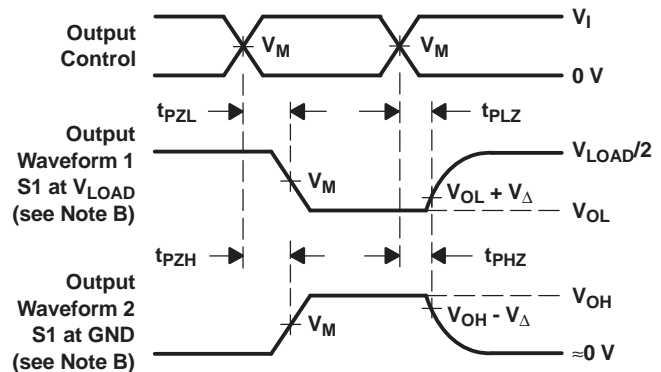 Output
Control
V_M
V_M
V_I
0 V
t_PZL
t_PLZ
Output
Waveform 1
S1 at V_LOAD
(see Note B)
V_M
V_LOAD/2
V_OL + V_Δ
V_OL
t_PZH
t_PHZ
Output
Waveform 2
S1 at GND
(see Note B)
V_M
V_OH
V_OH - V_Δ
≈0 V